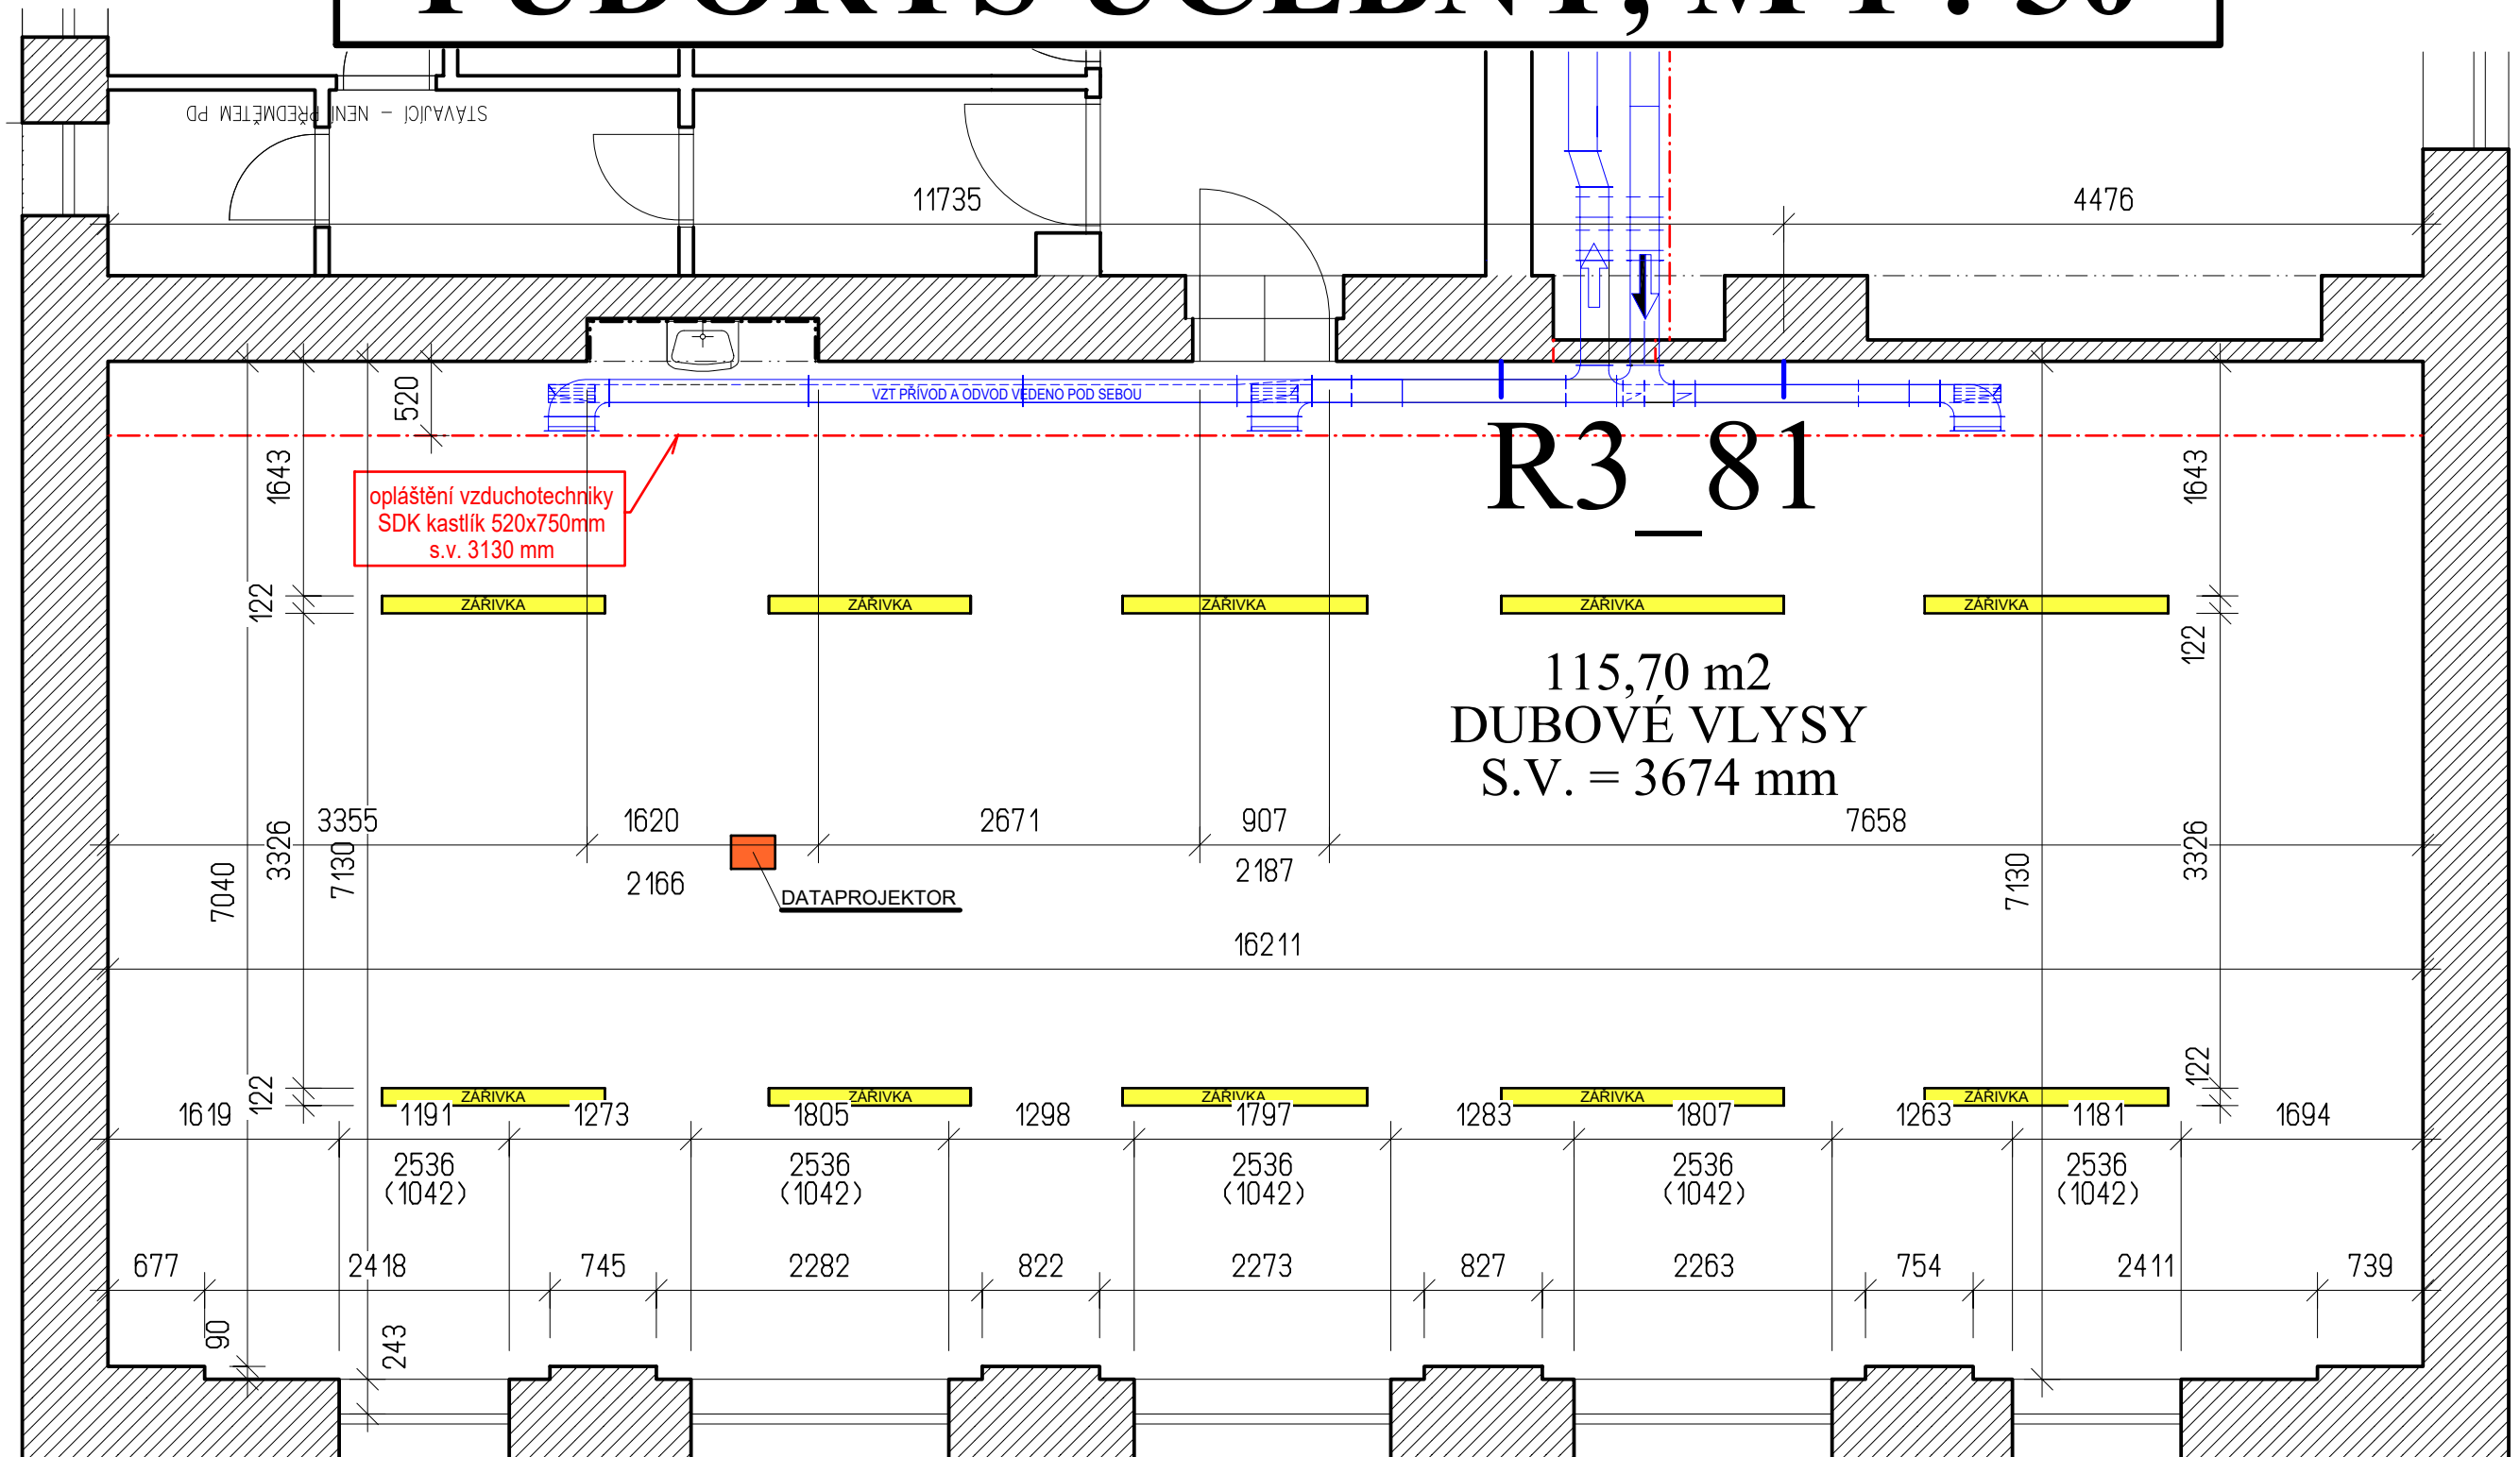 PŮDORYS UČEBNY, M 1 : 50
STÁVAJÍCÍ – NENÍ PŘEDMĚTEM PD
11735
4476
520
VZT PŘÍVOD A ODVOD VEDENO POD SEBOU
R3_81
1643
1643
opláštění vzduchotechniky
SDK kastlík 520x750mm
s.v. 3130 mm
122
ZÁŘIVKA
ZÁŘIVKA
ZÁŘIVKA
ZÁŘIVKA
ZÁŘIVKA
122
115,70 m2
DUBOVÉ VLYSY
S.V. = 3674 mm
3355
1620
2671
907
7658
7040
3326
7130
2166
2187
7130
3326
DATAPROJEKTOR
16211
122
ZÁŘIVKA
ZÁŘIVKA
ZÁŘIVKA
ZÁŘIVKA
ZÁŘIVKA
122
1619
1191
1273
1805
1298
1797
1283
1807
1263
1181
1694
2536
(1042)
2536
(1042)
2536
(1042)
2536
(1042)
2536
(1042)
677
2418
745
2282
822
2273
827
2263
754
2411
739
90
243